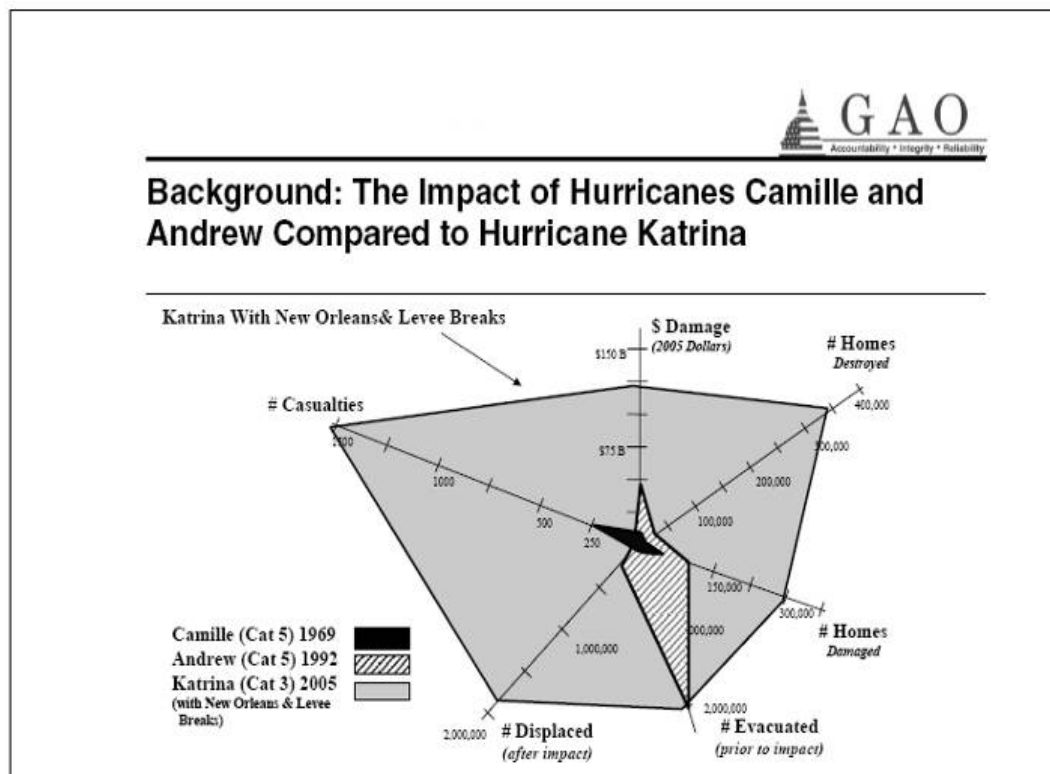 GAO
Accountability * Integrity * Reliability
Background: The Impact of Hurricanes Camille and
Andrew Compared to Hurricane Katrina
Katrina With New Orleans& Levee Breaks
$ Damage
(2005 Dollars)
$150 B
# Homes
Destroyed
400,000
# Casualties
1500
300,000
$75 B
200,000
1000
500
100,000
250
150,000
300,000
# Homes
Damaged
000,000
1,000,000
2,000,000
# Evacuated
(prior to impact)
2,000,000
# Displaced
(after impact)
Camille (Cat 5) 1969
Andrew (Cat 5) 1992
Katrina (Cat 3) 2005
(with New Orleans & Levee
Breaks)